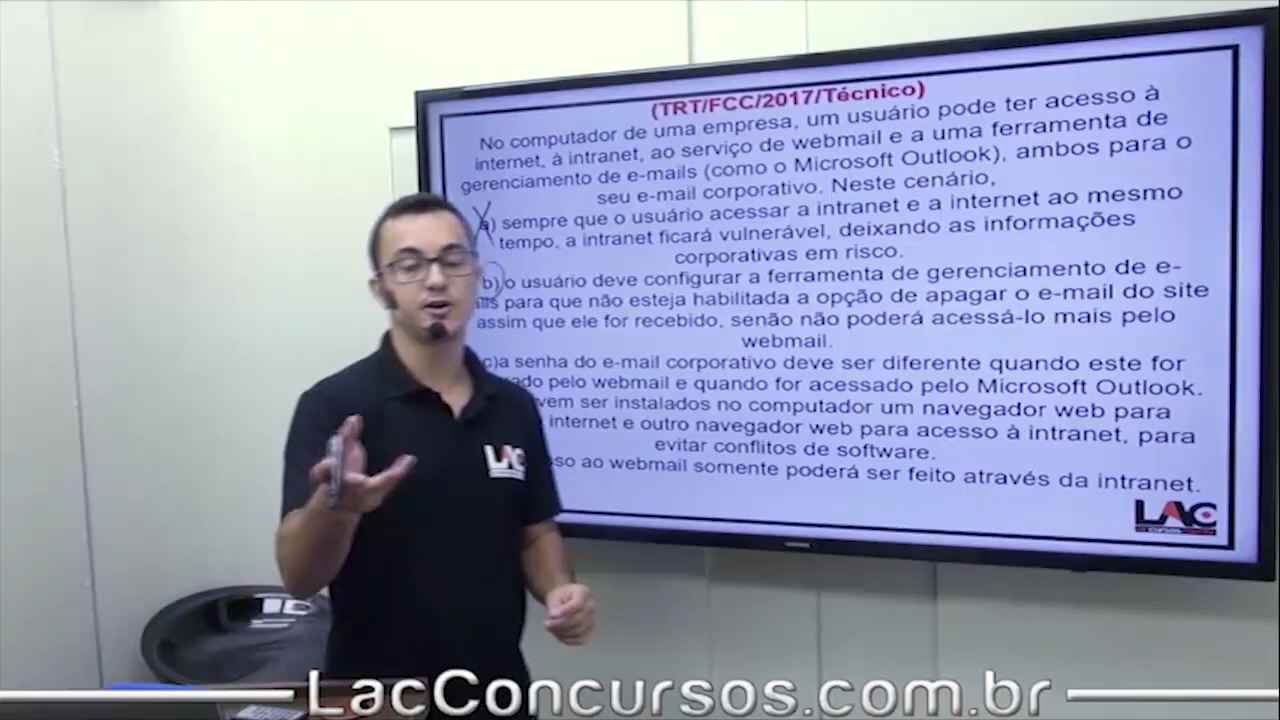 (TRT/FCC/2017/Técnico)
No computador de uma empresa, um usuário pode ter acesso à
internet, à intranet, ao serviço de webmail e a uma ferramenta de
gerenciamento de e-mails (como o Microsoft Outlook), ambos para o
seu e-mail corporativo. Neste cenário,
a) sempre que o usuário acessar a intranet e a internet ao mesmo
tempo, a intranet ficará vulnerável, deixando as informações
corporativas em risco.
b) o usuário deve configurar a ferramenta de gerenciamento de e-
ils para que não esteja habilitada a opção de apagar o e-mail do site
assim que ele for recebido, senão não poderá acessá-lo mais pelo
webmail.
c)a senha do e-mail corporativo deve ser diferente quando este for
ado pelo webmail e quando for acessado pelo Microsoft Outlook.
vem ser instalados no computador um navegador web para
internet e outro navegador web para acesso à intranet, para
evitar conflitos de software.
so ao webmail somente poderá ser feito através da intranet.
LAC
LAC
LacConcursos.com.br